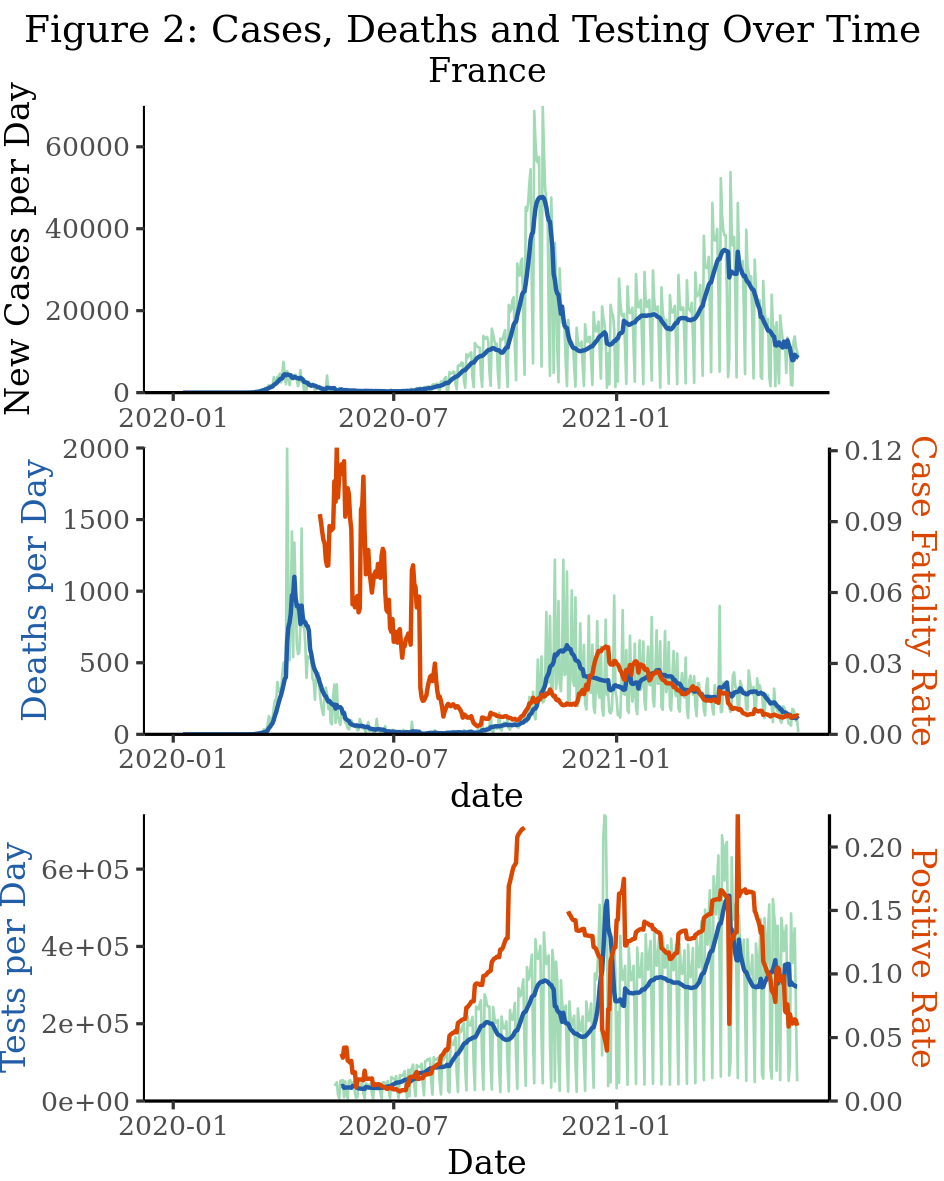 Figure 2: Cases, Deaths and Testing Over Time
France
New Cases per Day
60000
40000
20000
0
2020-01
2020-07
2021-01
Deaths per Day
2000
1500
1000
500
0
0.12
0.09
0.06
0.03
0.00
Case Fatality Rate
2020-01
2020-07
2021-01
date
Tests per Day
6e+05
4e+05
2e+05
0e+00
0.20
0.15
0.10
0.05
0.00
Positive Rate
2020-01
2020-07
2021-01
Date